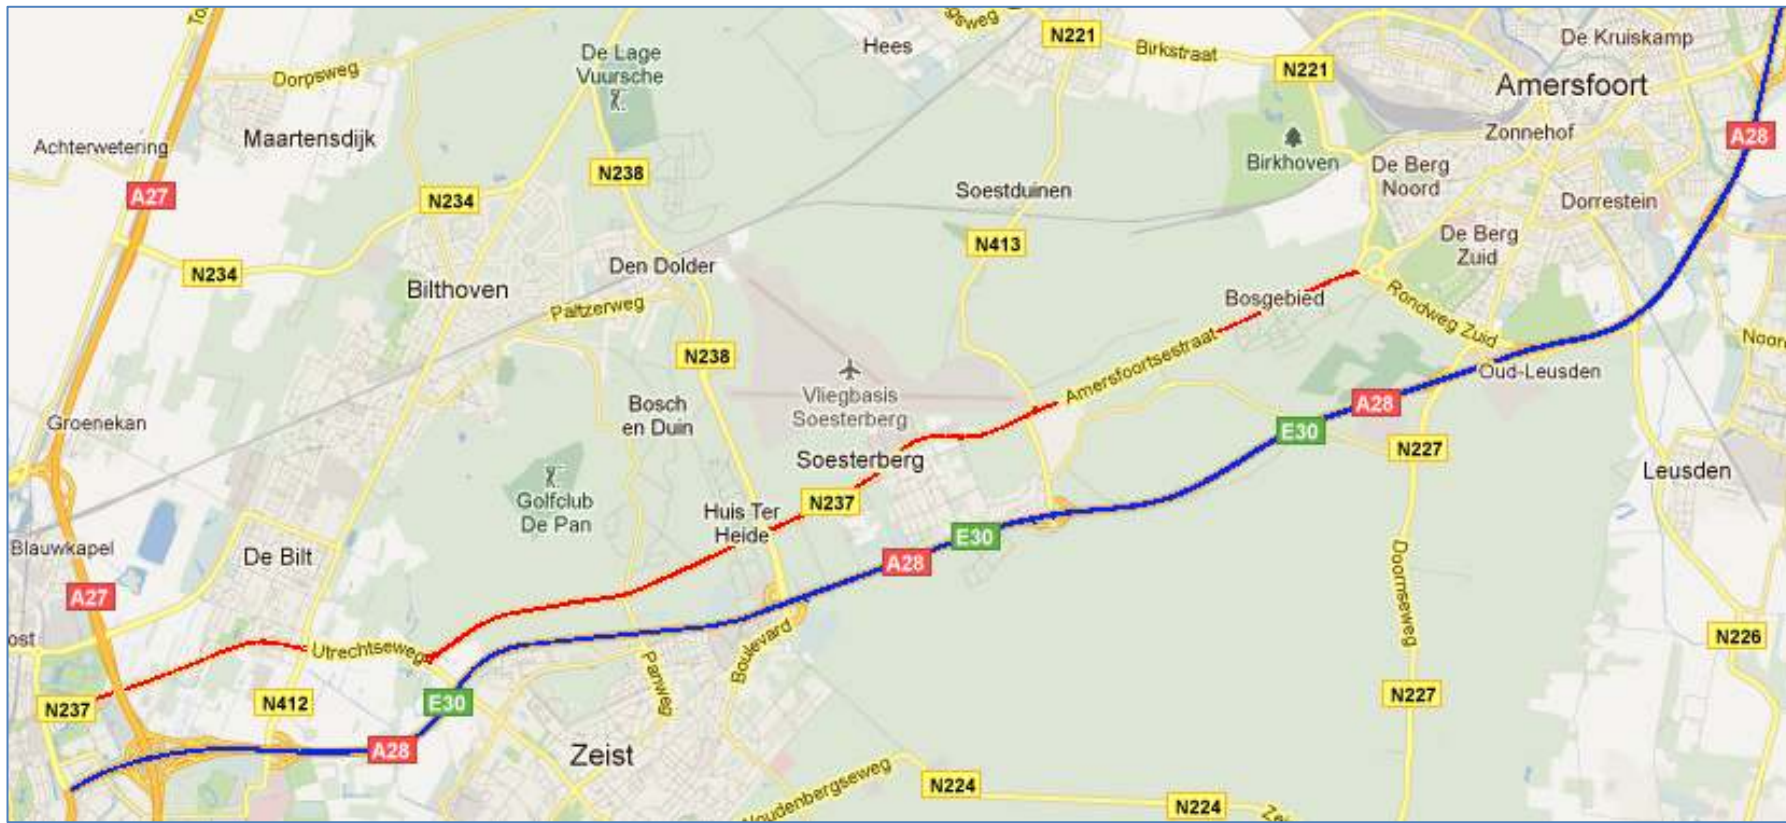 N221
Hees
Birkstraat
N221
De Kruiskamp
De Lage
Vuursche
Dorpsweg
Amersfoort
Maartensdijk
Achterwetering
Zonnehof
A28
Birkhoven
De Berg
Noord
N238
A27
N234
Soestduinen
Dorrestein
N413
De Berg
Zuid
N234
Den Dolder
Bilthoven
Paltzerweg
Bosgebied
Rondweg Zuid
N238
Amersfoortsestraat
Vliegbasis
Soesterberg
Oud-Leusden
Bosch
en Duin
A28
Groenekan
E30
N227
Soesterberg
Leusden
Golfclub
De Pan
N237
Huis Ter
Heide
E30
Blauwkapel
De Bilt
A28
Doornseweg
A27
N226
Utrechtseweg
Boulevard
Panweg
N237
N412
E30
N227
A28
Zeist
Woudenbergseweg
N224
N224